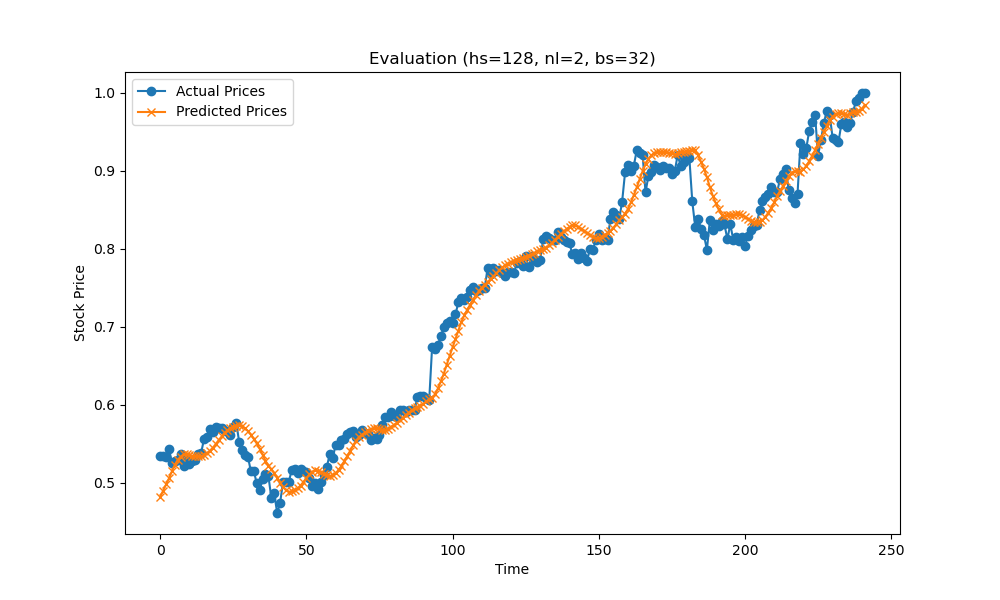 Evaluation (hs=128, nl=2, bs=32)
Actual Prices
Predicted Prices
Stock Price
1.0
0.9
0.8
0.7
0.6
0.5
0 50 100 150 200 250
Time